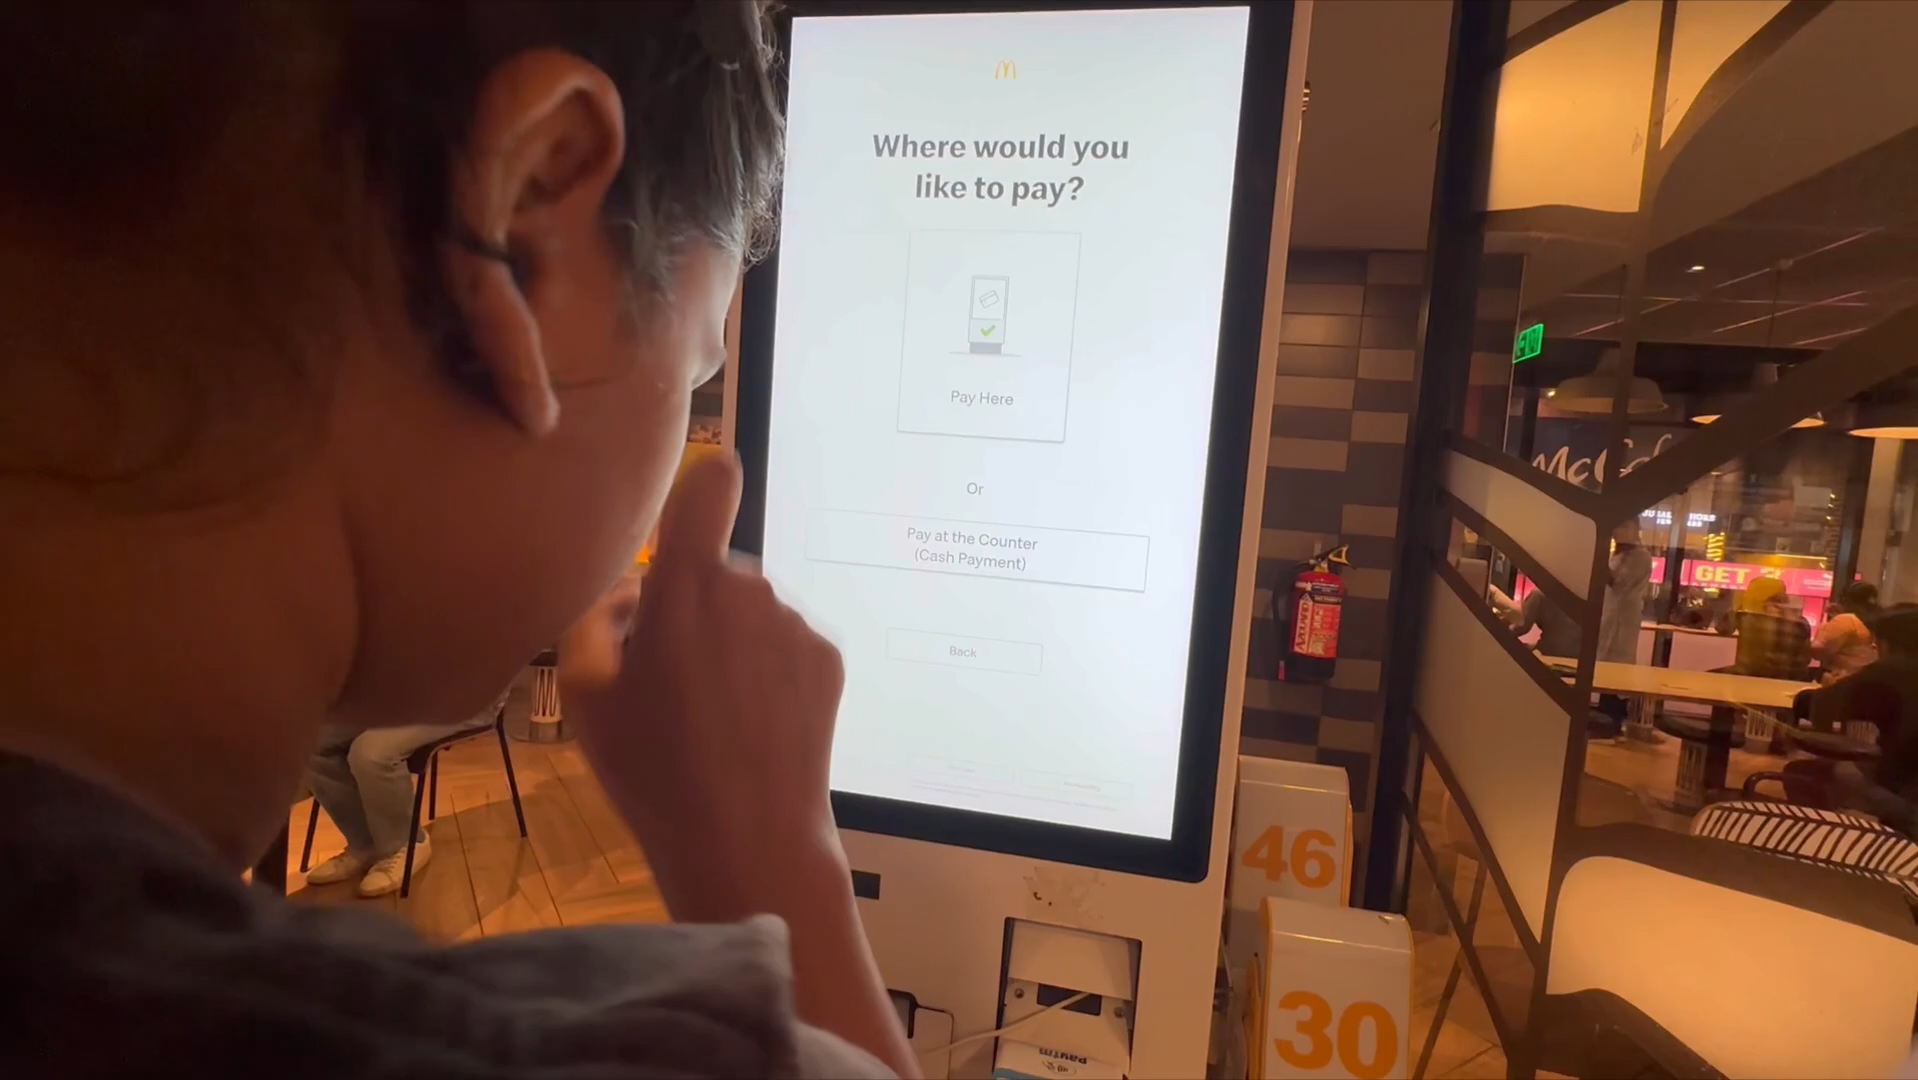 Where would you
like to pay?
Pay Here
Or
Pay at the Counter
(Cash Payment)
Back
GET
46
30
Paytm